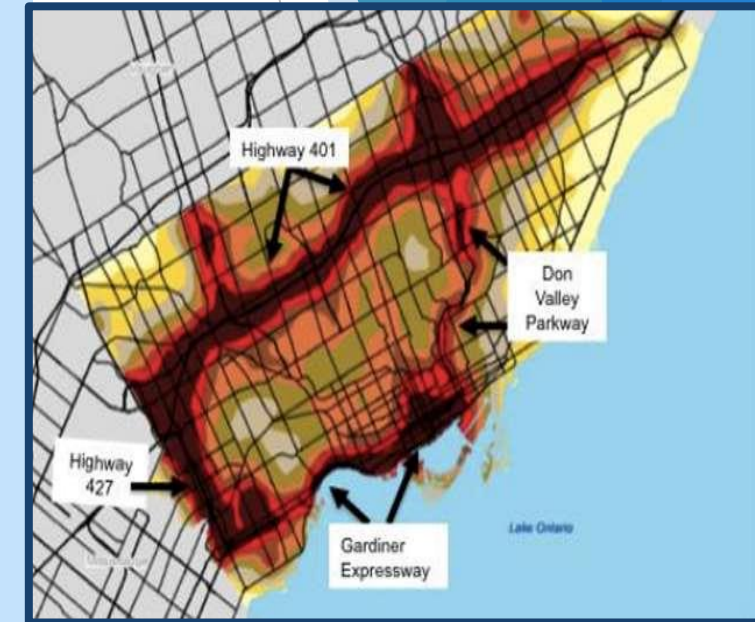 Highway 401
Don
Valley
Parkway
Highway
427
Gardiner
Expressway
Lake Ontario